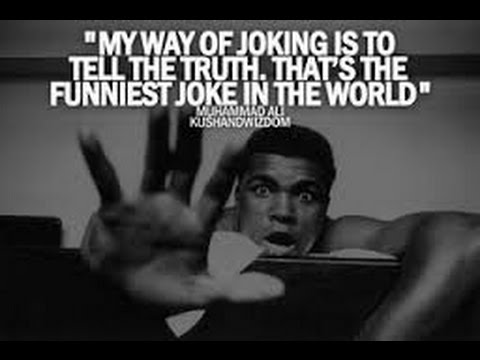 "MY WAY OF JOKING IS TO
TELL THE TRUTH. THAT'S THE
FUNNIEST JOKE IN THE WORLD"
MUHAMMAD ALI
KUSHANDWIZDOM